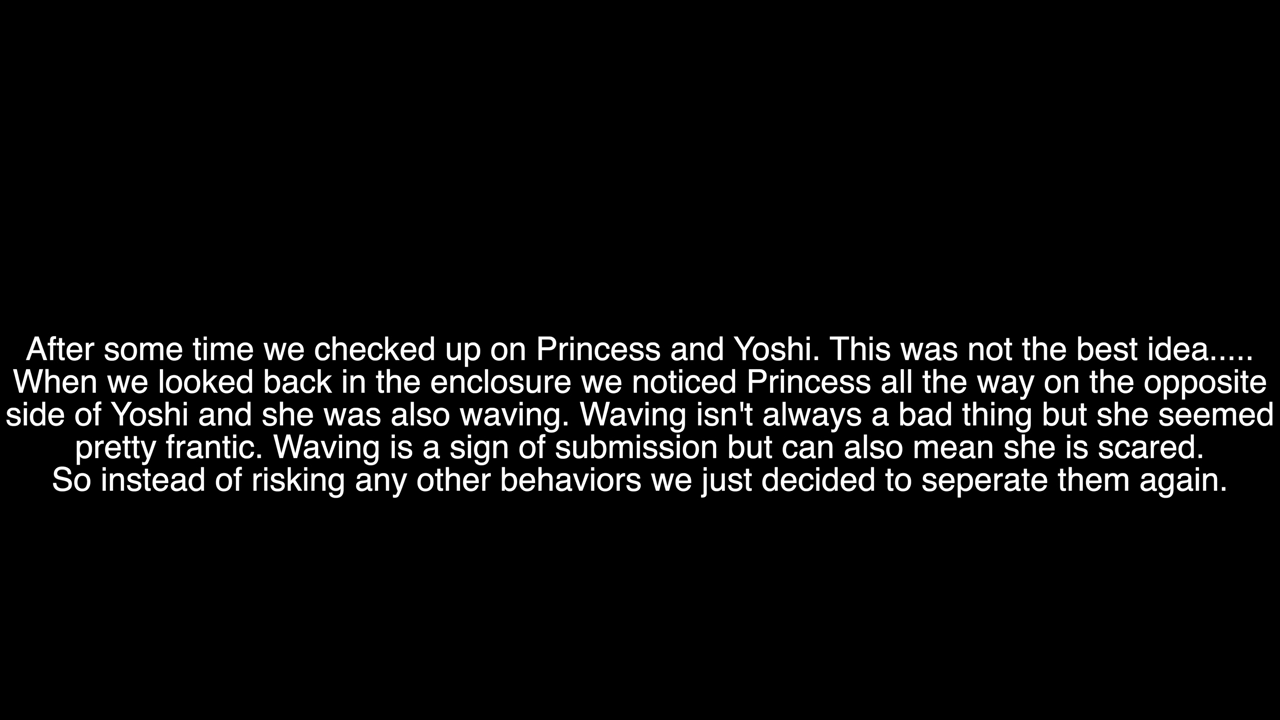 After some time we checked up on Princess and Yoshi. This was not the best idea.....
When we looked back in the enclosure we noticed Princess all the way on the opposite
side of Yoshi and she was also waving. Waving isn't always a bad thing but she seemed
pretty frantic. Waving is a sign of submission but can also mean she is scared.
So instead of risking any other behaviors we just decided to seperate them again.